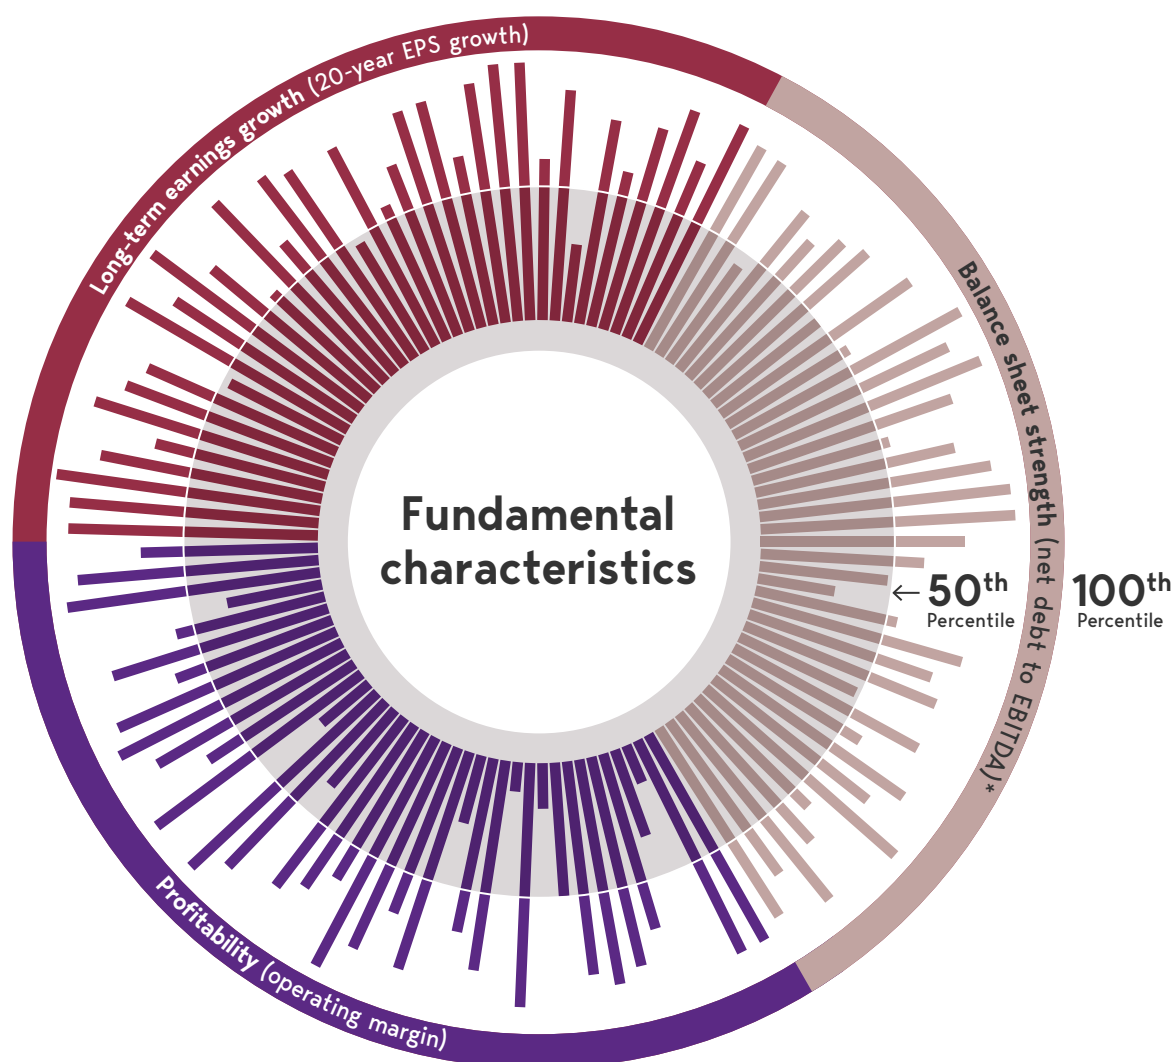 Long-term earnings growth (20-year EPS growth)
Balance sheet strength (net debt to EBITDA)*
Fundamental
characteristics
50th
Percentile
100th
Percentile
Profitability (operating margin)